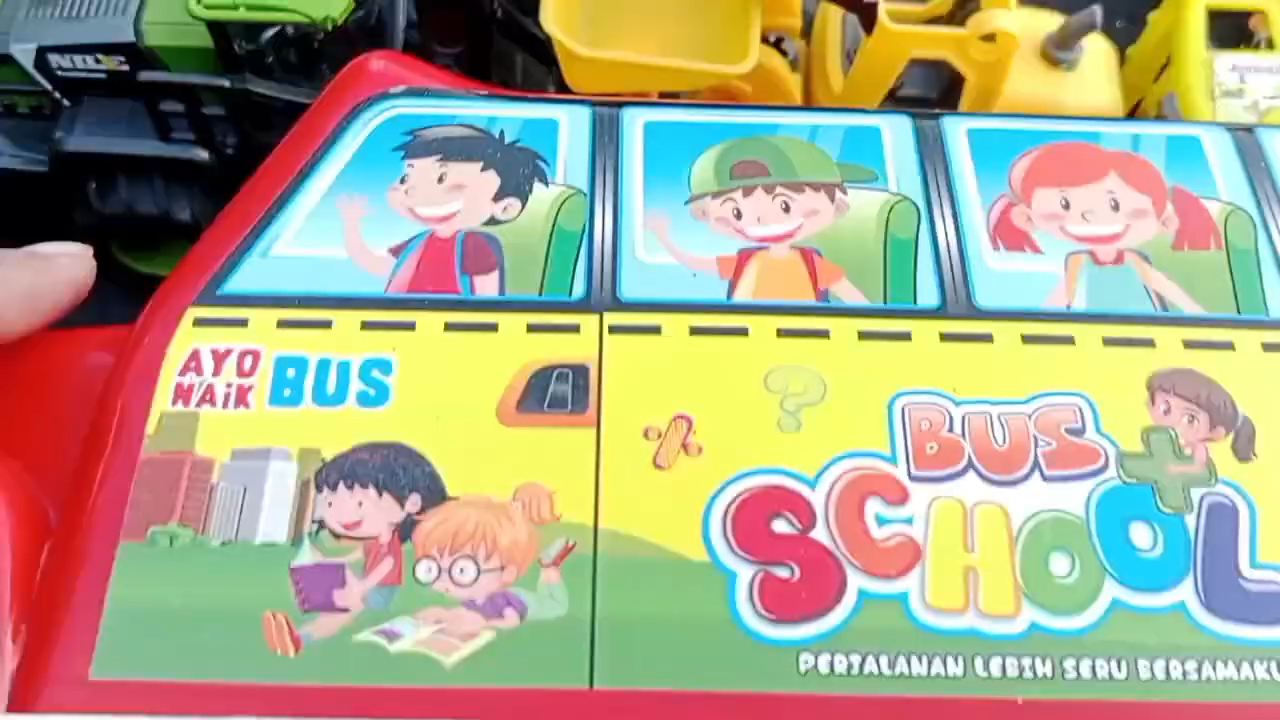 AYO
NAiK BUS
BUS
SCHOOL
PERJALANAN LEBIH SERU BERSAMAKU